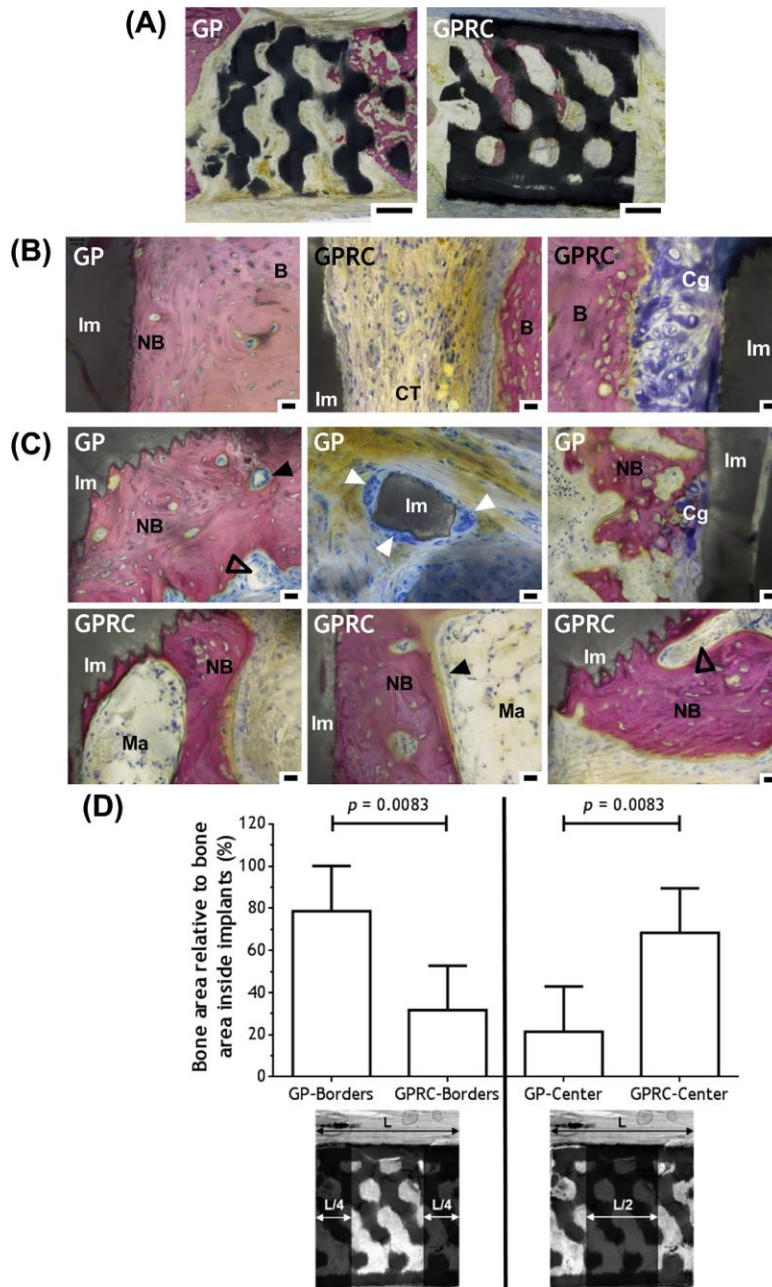 (A)
GP
GPRC
(B)
GP
B
Im
NB
GPRC
B
Im
CT
GPRC
Cg
B
Im
(C)
GP
Im
NB
GP
Im
GP
NB
Im
Cg
GPRC
Im
NB
Ma
GPRC
NB
Im
Ma
GPRC
Im
NB
(D)
p = 0.0083
p = 0.0083
Bone area relative to bone
area inside implants (%)
120
100
80
60
40
20
0
GP-Borders
GPRC-Borders
GP-Center
GPRC-Center
L
L/4
L/4
L
L/2